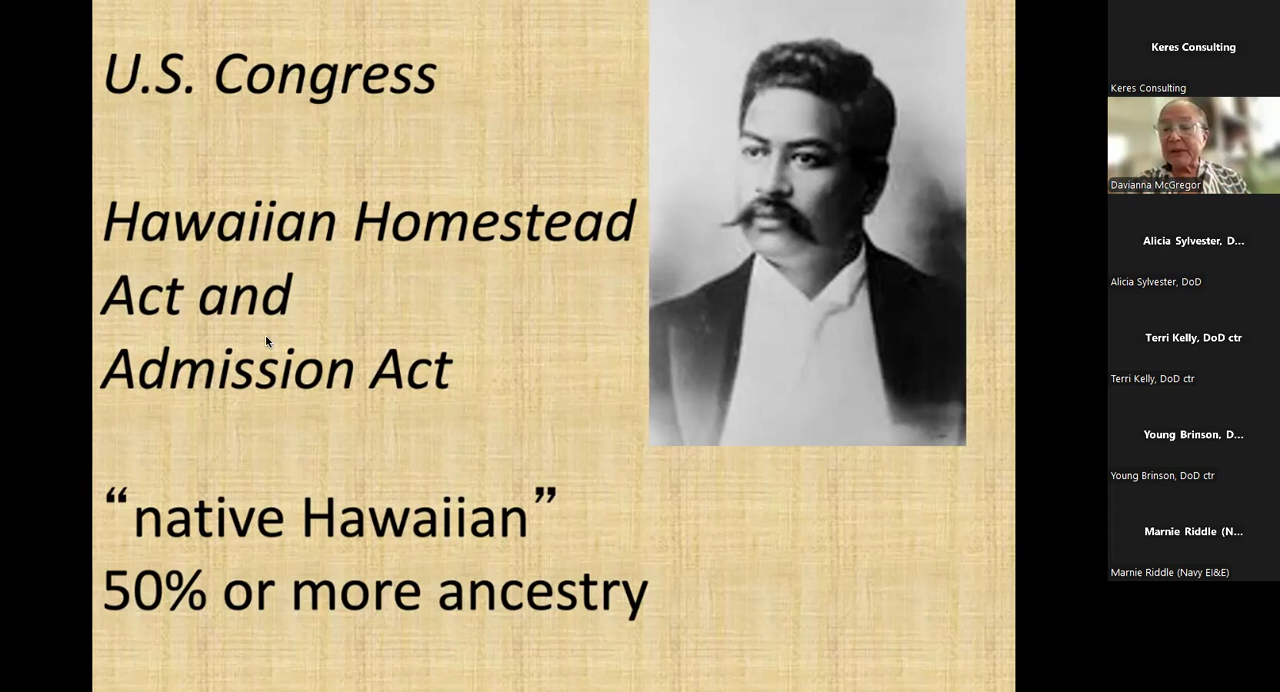 U.S. Congress
Hawaiian Homestead
Act and
Admission Act
“native Hawaiian”
50% or more ancestry
Keres Consulting
Keres Consulting
Davianna McGregor
Alicia Sylvester, D...
Alicia Sylvester, DoD
Terri Kelly, DoD ctr
Terri Kelly, DoD ctr
Young Brinson, D...
Young Brinson, DoD ctr
Marnie Riddle (N...
Marnie Riddle (Navy EI&E)